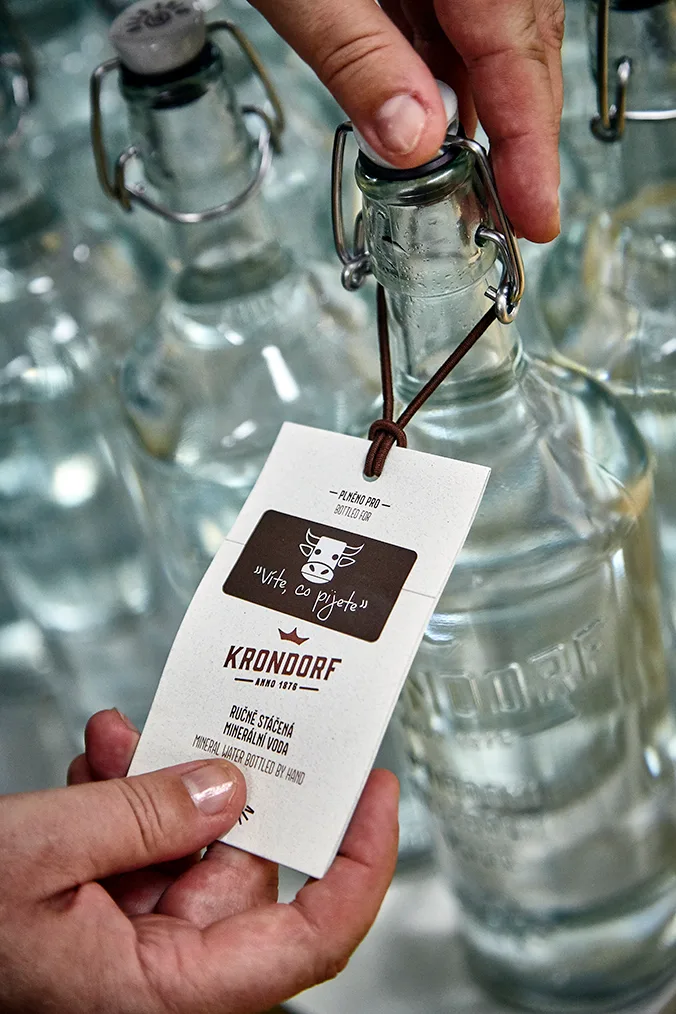 PLNĚNO PRO
BOTTLED FOR
"Víte, co pijete"
KRONDORF
ANNO 1876
RUČNĚ STÁČENÁ
MINERÁLNÍ VODA
MINERAL WATER BOTTLED BY HAND
NDORF